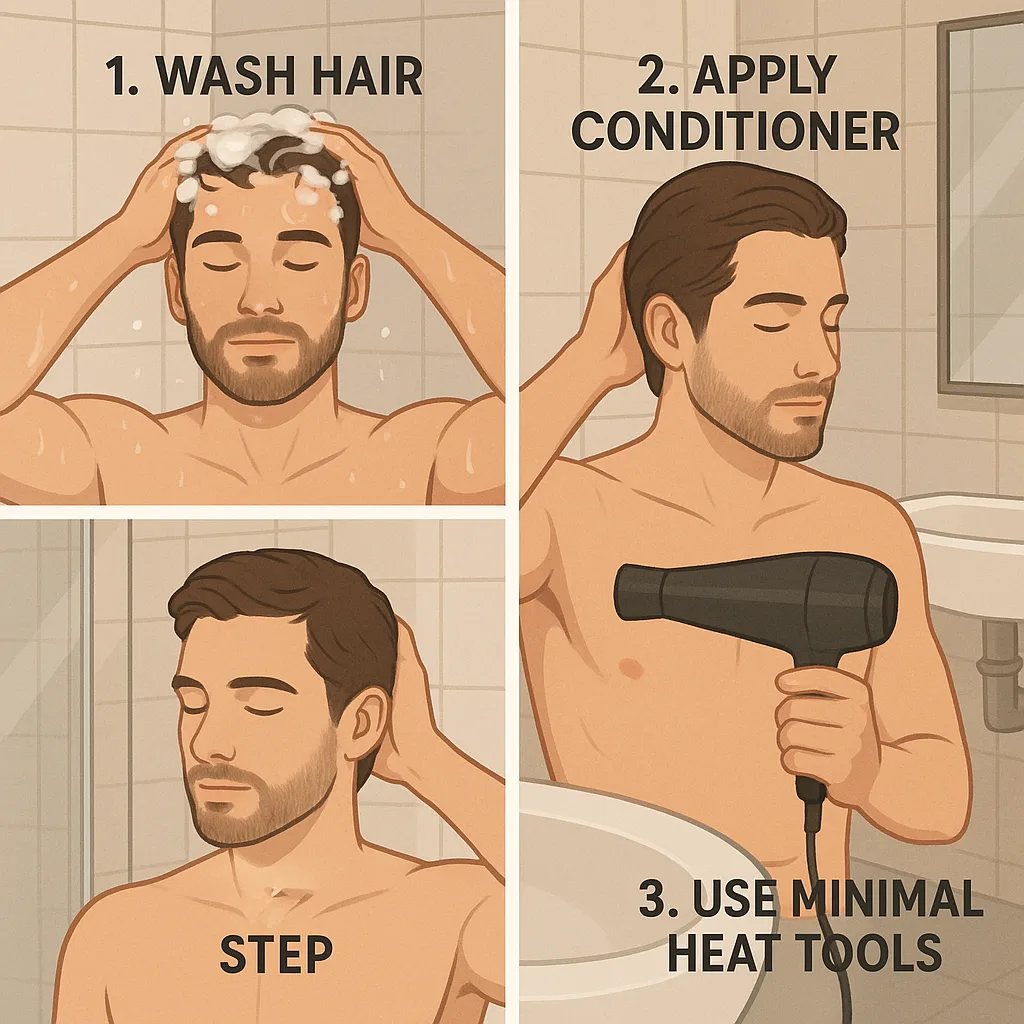 1. WASH HAIR
2. APPLY
CONDITIONER
STEP
3. USE MINIMAL
HEAT TOOLS